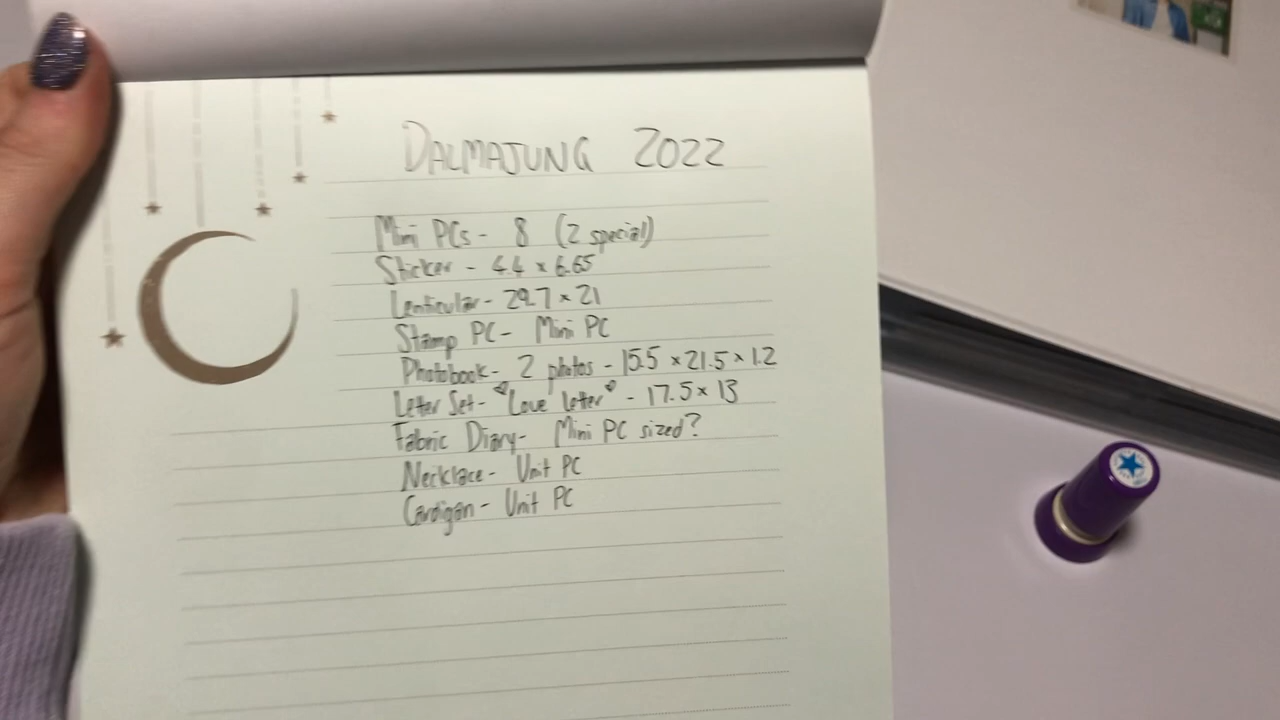 DALMAJUNG 2022
Mini PCs - 8 (2 special)
Sticker - 4.4 x 6.65
Lenticular - 29.7 x 21
Stamp PC - Mini PC
Photobook - 2 photos - 15.5 x 21.5 x 1.2
Letter Set - "Love letter" - 17.5 x 13
Fabric Diary - Mini PC sized?
Necklace - Unit PC
Cardigan - Unit PC